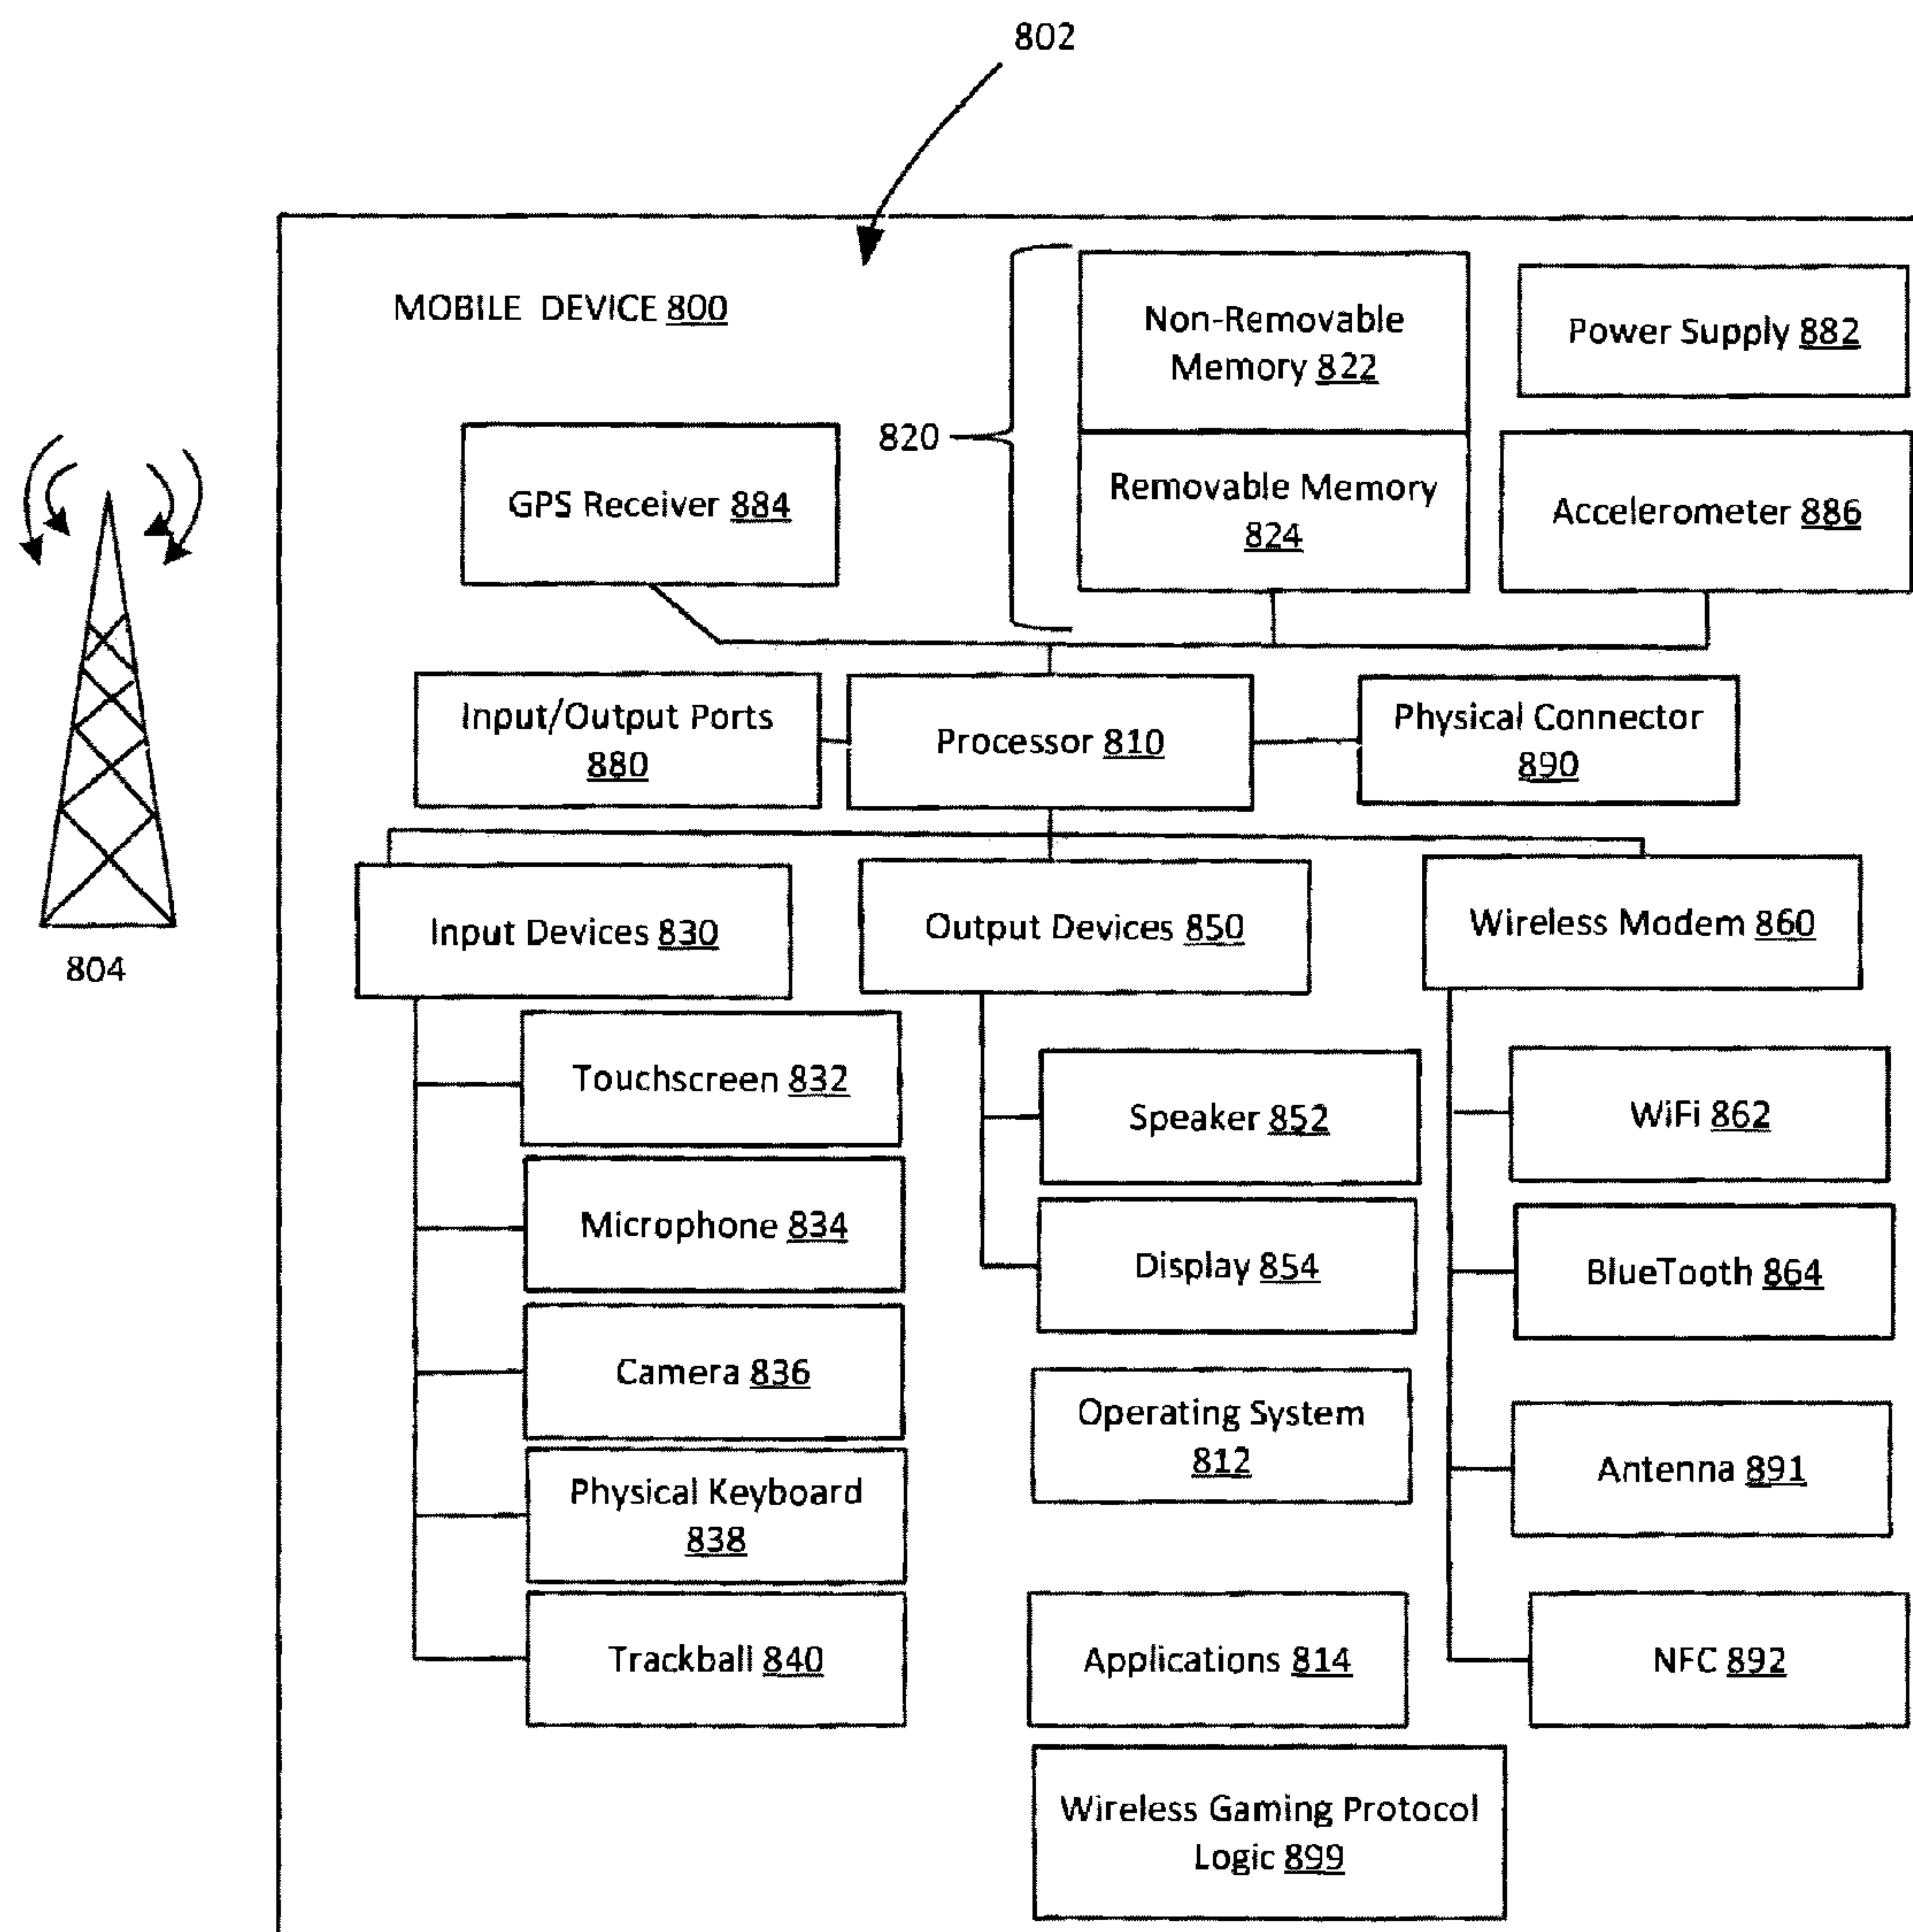 802
MOBILE DEVICE 800
Non-Removable
Memory 822
Power Supply 882
820
GPS Receiver 884
Removable Memory
824
Accelerometer 886
Input/Output Ports
880
Processor 810
Physical Connector
890
804
Input Devices 830
Output Devices 850
Wireless Modem 860
Touchscreen 832
Speaker 852
WiFi 862
Microphone 834
Display 854
BlueTooth 864
Camera 836
Operating System
812
Antenna 891
Physical Keyboard
838
Trackball 840
Applications 814
NFC 892
Wireless Gaming Protocol
Logic 899